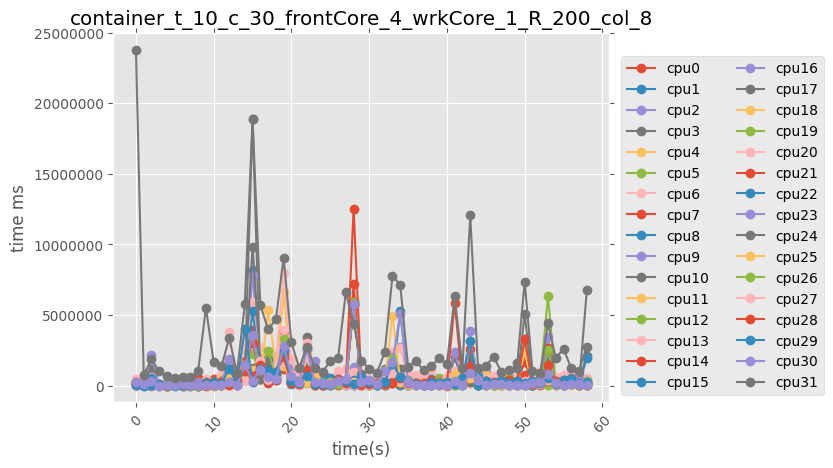 container_t_10_c_30_frontCore_4_wrkCore_1_R_200_col_8
25000000
20000000
15000000
10000000
5000000
0
time ms
0
10
20
30
40
50
60
time(s)
cpu0
cpu1
cpu2
cpu3
cpu4
cpu5
cpu6
cpu7
cpu8
cpu9
cpu10
cpu11
cpu12
cpu13
cpu14
cpu15
cpu16
cpu17
cpu18
cpu19
cpu20
cpu21
cpu22
cpu23
cpu24
cpu25
cpu26
cpu27
cpu28
cpu29
cpu30
cpu31